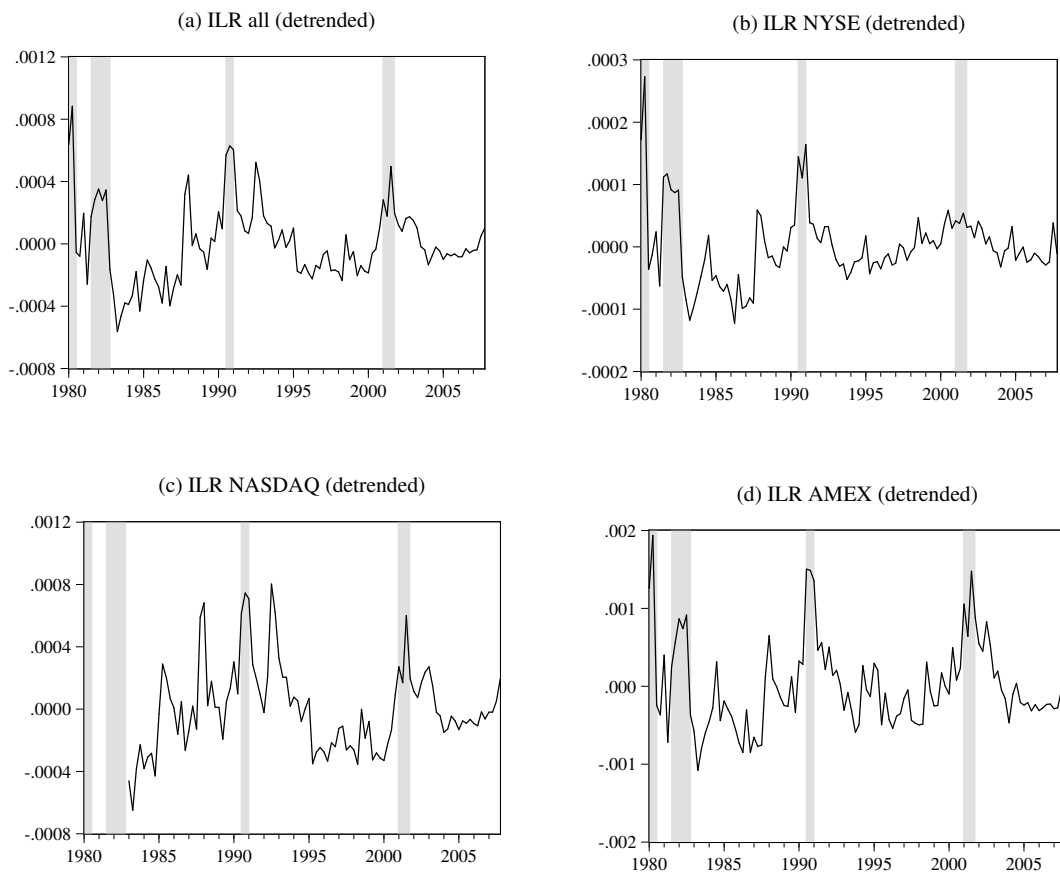 (a) ILR all (detrended)
.0012
.0008
.0004
.0000
-.0004
-.0008
1980 1985 1990 1995 2000 2005
(b) ILR NYSE (detrended)
.0003
.0002
.0001
.0000
-.0001
-.0002
1980 1985 1990 1995 2000 2005
(c) ILR NASDAQ (detrended)
.0012
.0008
.0004
.0000
-.0004
-.0008
1980 1985 1990 1995 2000 2005
(d) ILR AMEX (detrended)
.002
.001
.000
-.001
-.002
1980 1985 1990 1995 2000 2005